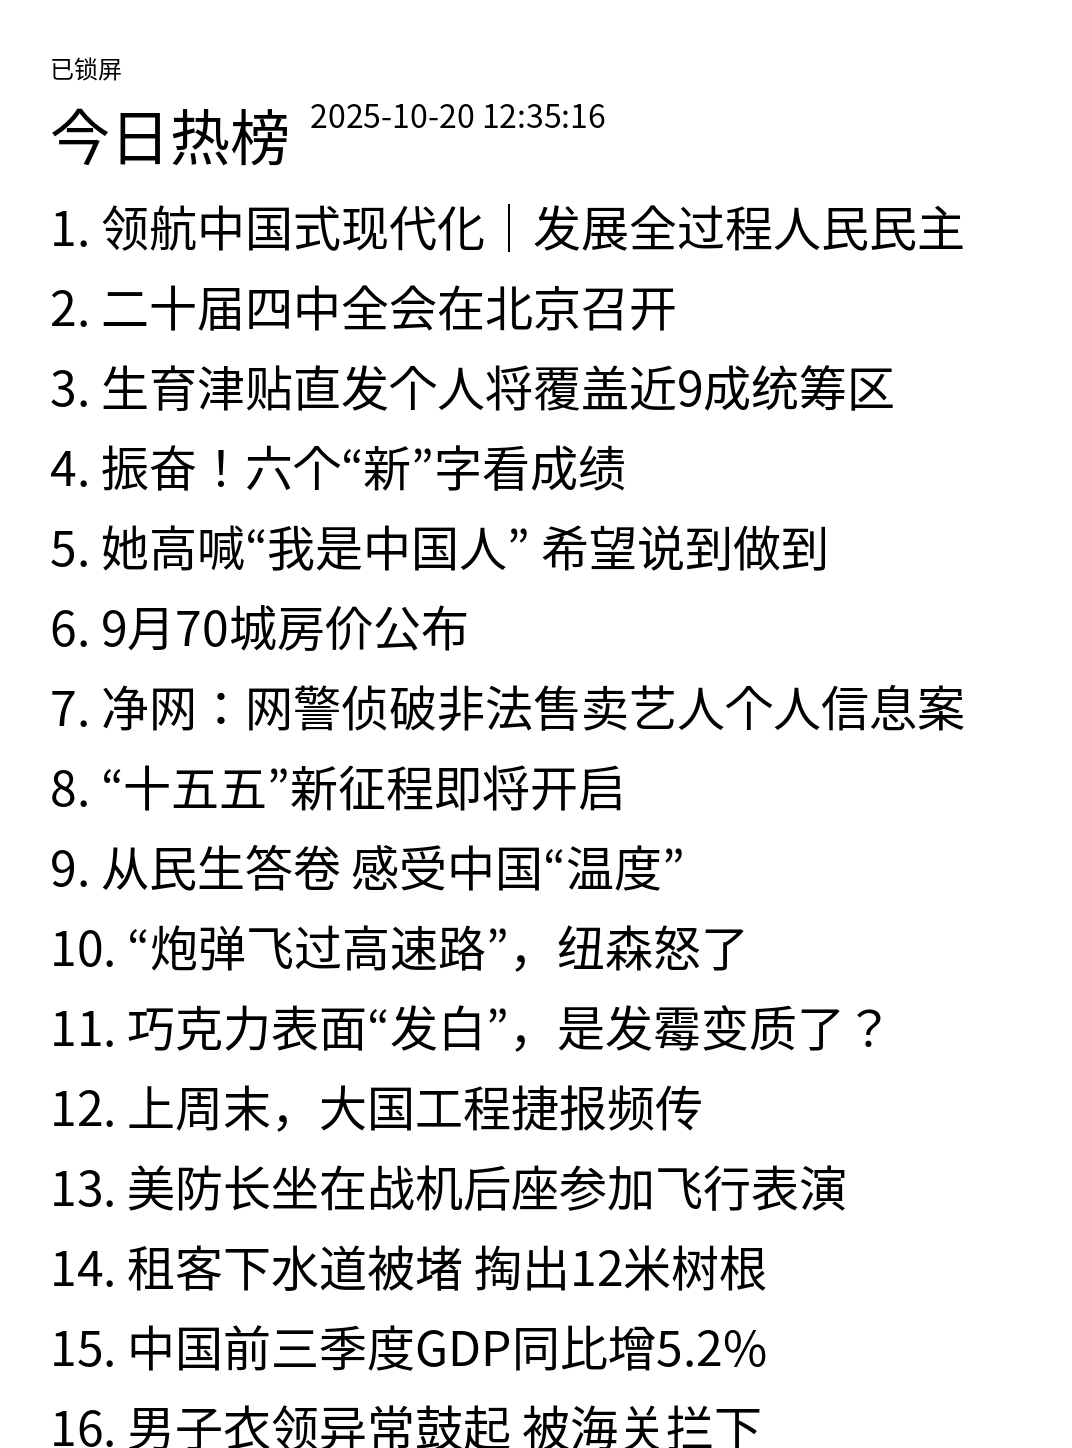 已锁屏
今日热榜 2025-10-20 12:35:16
1. 领航中国式现代化｜发展全过程人民民主
2. 二十届四中全会在北京召开
3. 生育津贴直发个人将覆盖近9成统筹区
4. 振奋！六个“新”字看成绩
5. 她高喊“我是中国人” 希望说到做到
6. 9月70城房价公布
7. 净网：网警侦破非法售卖艺人个人信息案
8. “十五五”新征程即将开启
9. 从民生答卷 感受中国“温度”
10. “炮弹飞过高速路”，纽森怒了
11. 巧克力表面“发白”，是发霉变质了？
12. 上周末，大国工程捷报频传
13. 美防长坐在战机后座参加飞行表演
14. 租客下水道被堵 掏出12米树根
15. 中国前三季度GDP同比增5.2%
16. 男子衣领异常鼓起 被海关拦下